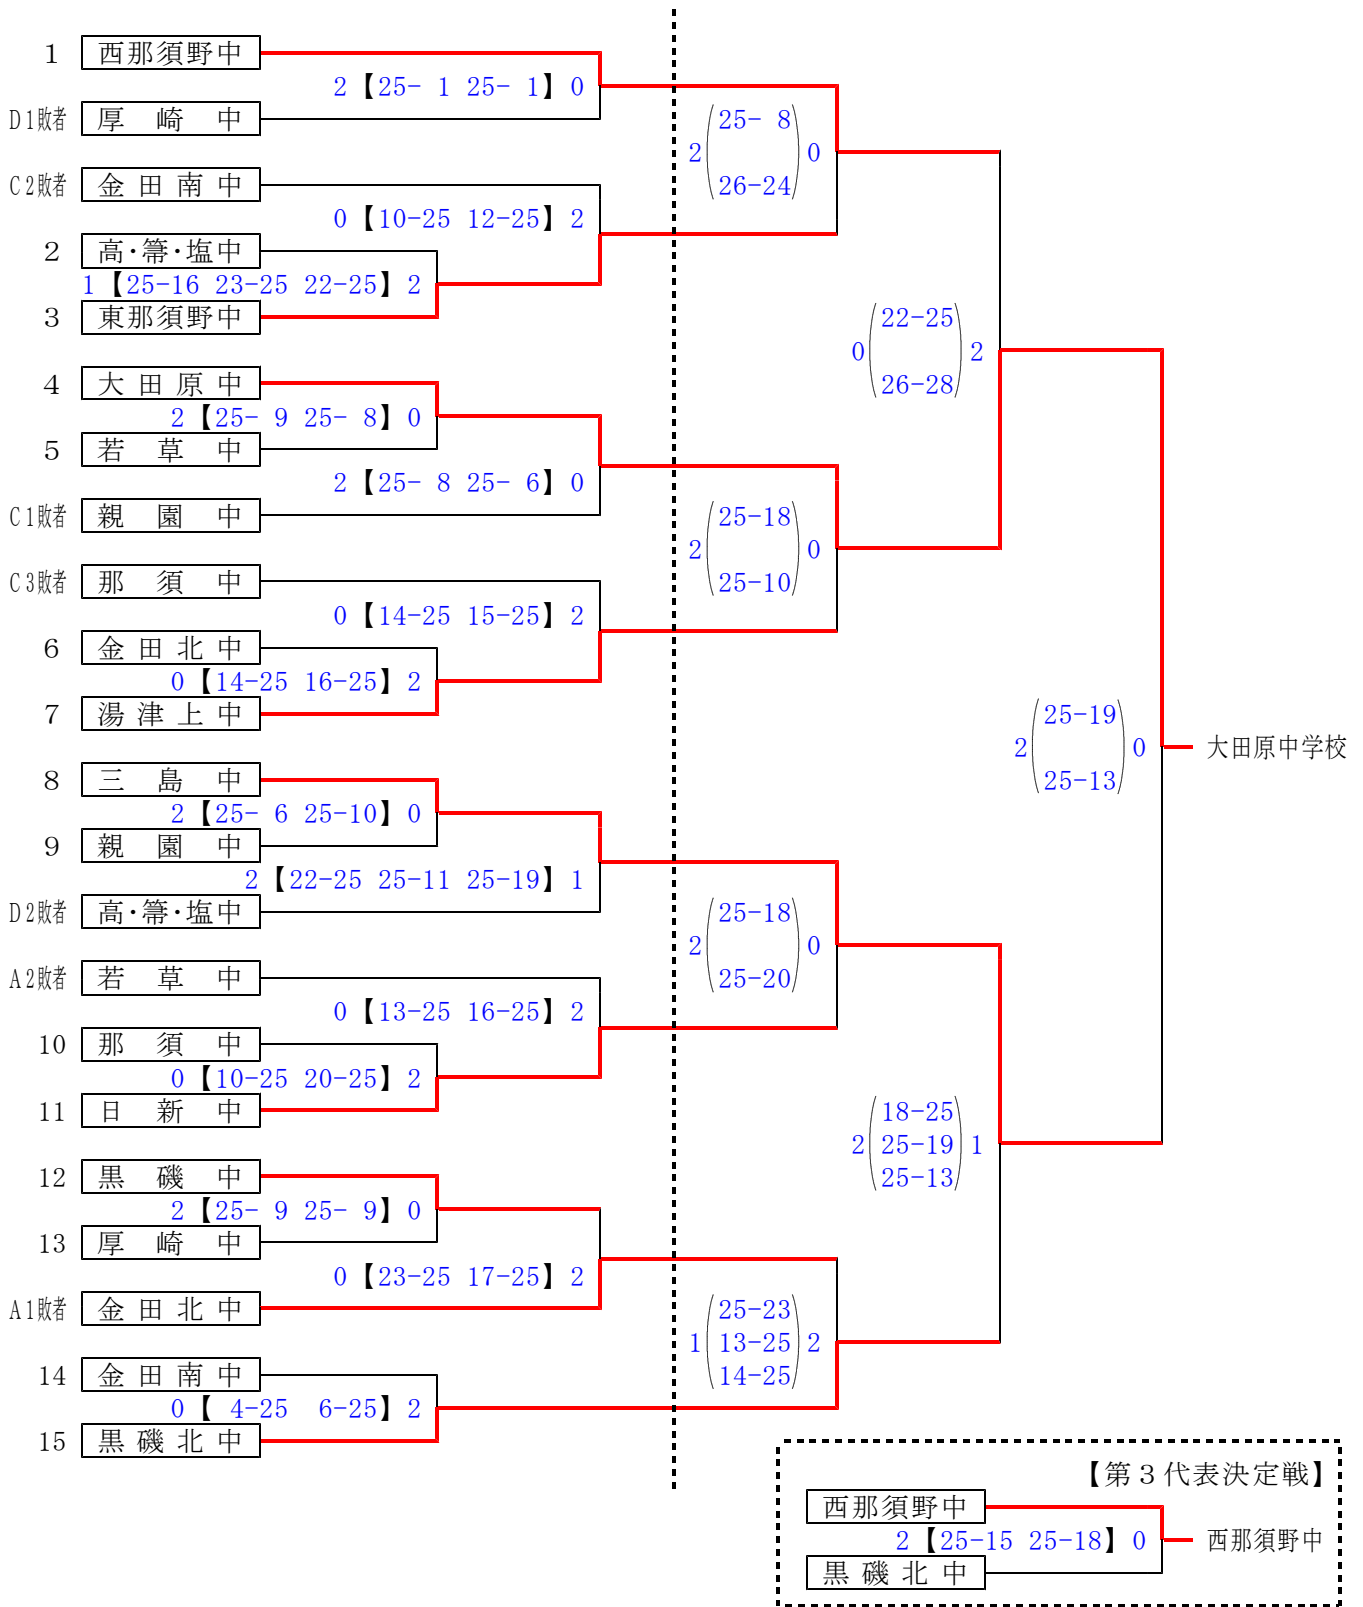 1 西那須野中
2【25- 1 25- 1】0
D1敗者 厚崎中
2 (25- 8 26-24) 0
C2敗者 金田南中
0【10-25 12-25】2
2 高・箒・塩中
1【25-16 23-25 22-25】2
3 東那須野中
0 (22-25 26-28) 2
4 大田原中
2【25- 9 25- 8】0
5 若草中
2【25- 8 25- 6】0
C1敗者 親園中
2 (25-18 25-10) 0
C3敗者 那須中
0【14-25 15-25】2
6 金田北中
0【14-25 16-25】2
7 湯津上中
2 (25-19 25-13) 0 大田原中学校
8 三島中
2【25- 6 25-10】0
9 親園中
2【22-25 25-11 25-19】1
D2敗者 高・箒・塩中
2 (25-18 25-20) 0
A2敗者 若草中
0【13-25 16-25】2
10 那須中
0【10-25 20-25】2
11 日新中
2 (18-25 25-19 25-13) 1
12 黒磯中
2【25- 9 25- 9】0
13 厚崎中
0【23-25 17-25】2
A1敗者 金田北中
1 (25-23 13-25 14-25) 2
14 金田南中
0【 4-25  6-25】2
15 黒磯北中
【第3代表決定戦】
西那須野中
2【25-15 25-18】0 西那須野中
黒磯北中